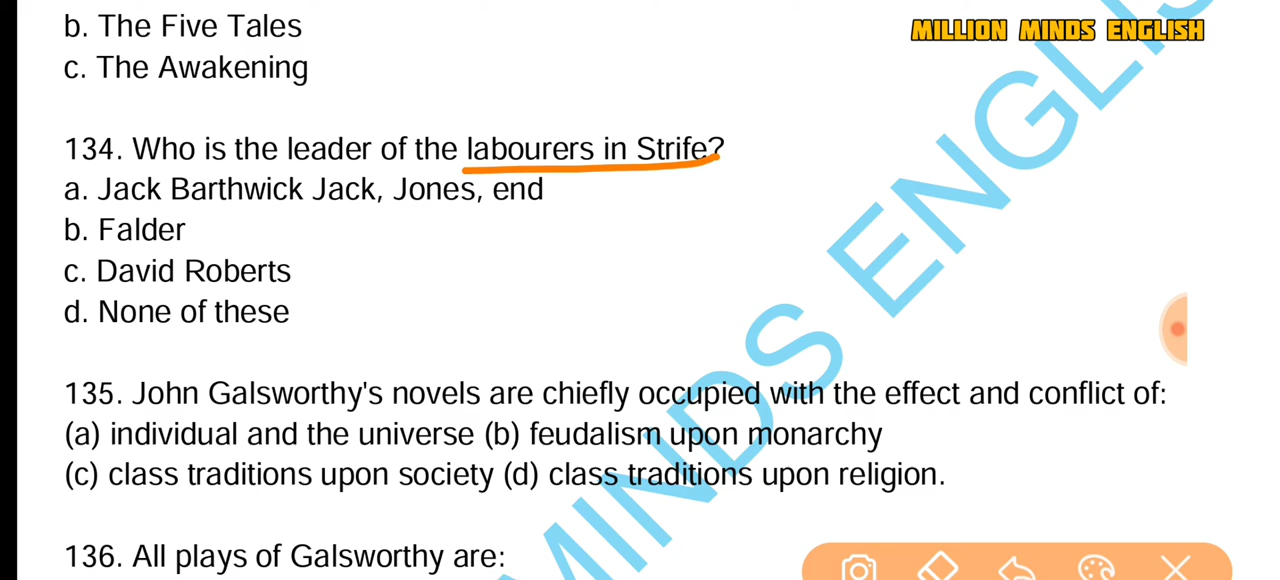 b. The Five Tales
MILLION MINDS ENGLISH
c. The Awakening
134. Who is the leader of the labourers in Strife?
a. Jack Barthwick Jack, Jones, end
b. Falder
c. David Roberts
d. None of these
135. John Galsworthy's novels are chiefly occupied with the effect and conflict of:
(a) individual and the universe (b) feudalism upon monarchy
(c) class traditions upon society (d) class traditions upon religion.
136. All plays of Galsworthy are:
MINDS ENGLIS